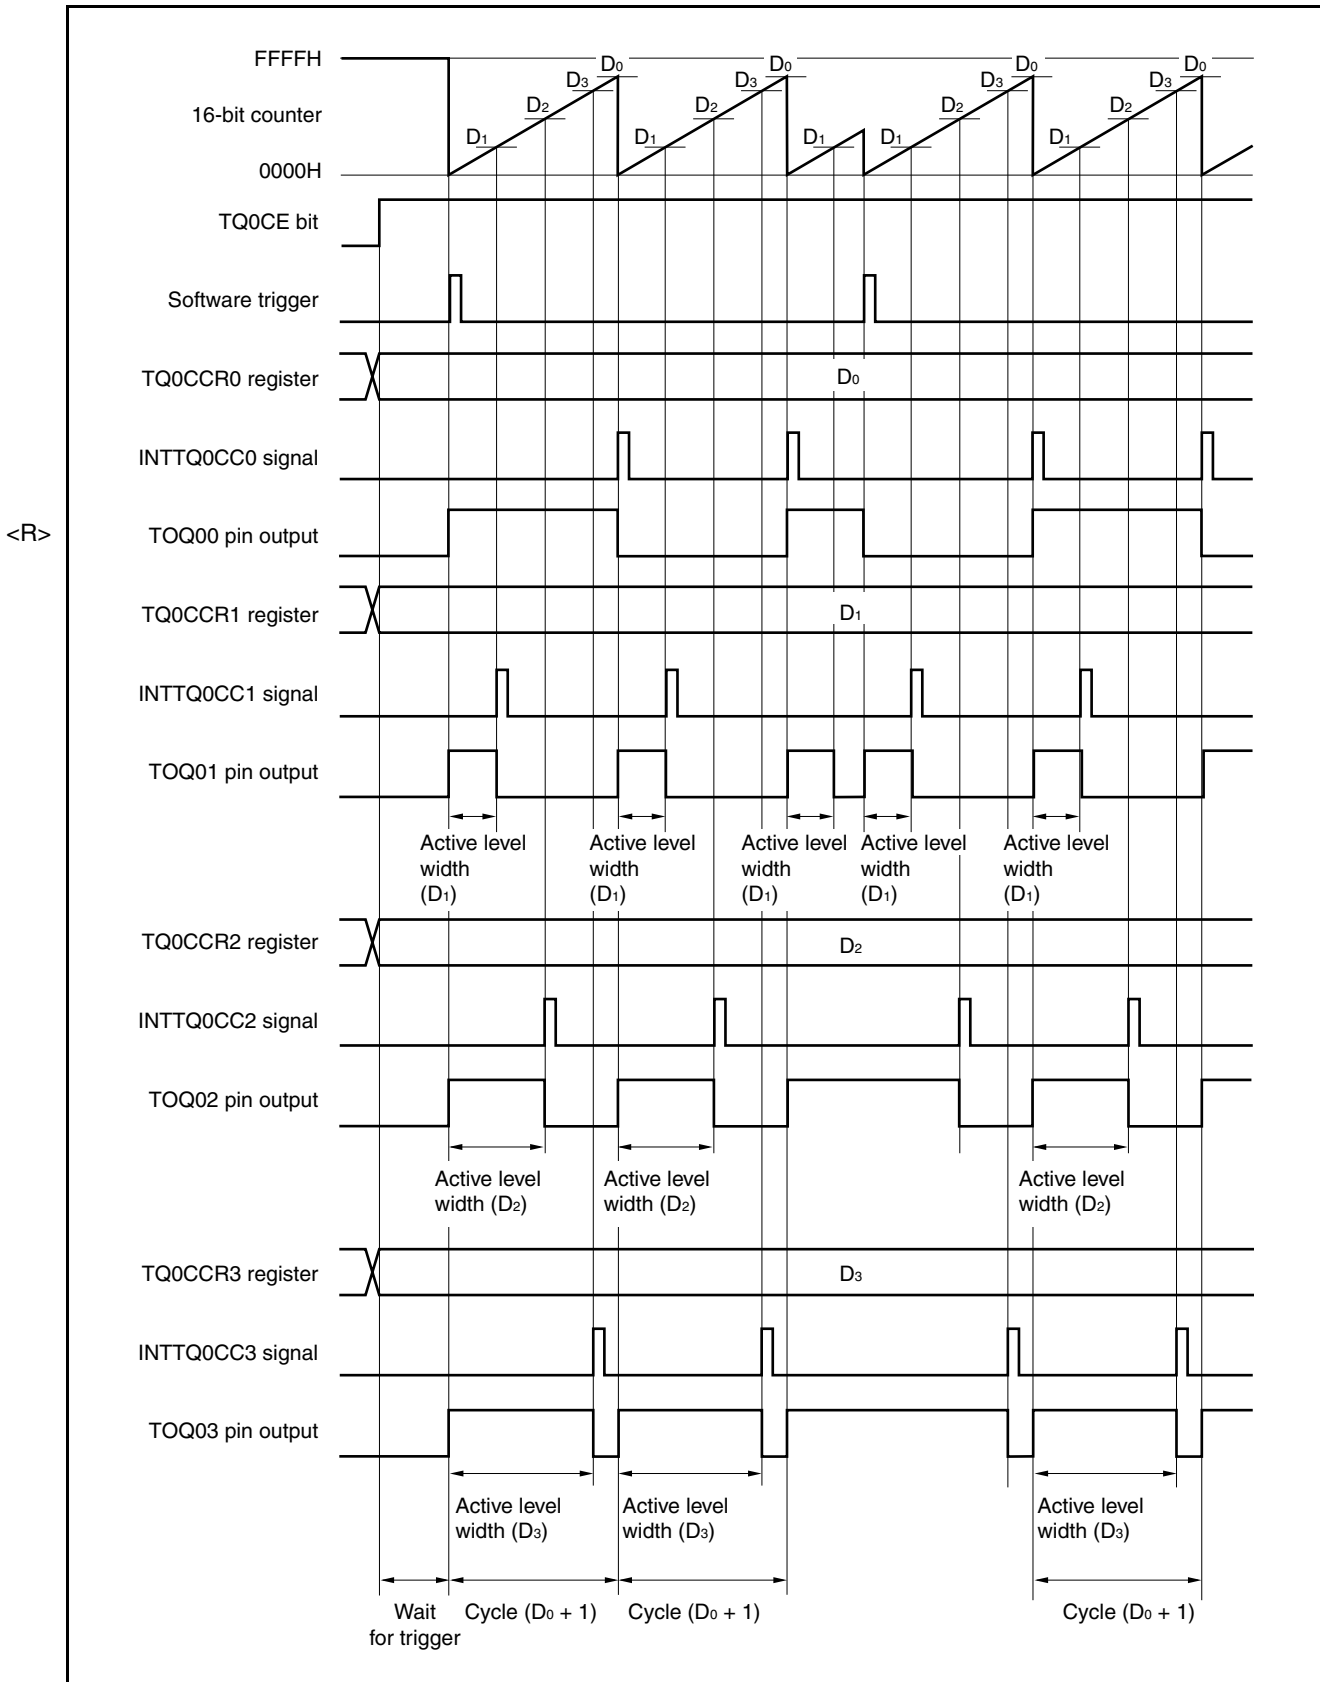 FFFFH
16-bit counter
0000H
D1
D2
D3
D0
D1
D2
D3
D0
D1
D1
D2
D3
D0
D1
D2
D3
D0
TQ0CE bit
Software trigger
TQ0CCR0 register
D0
INTTQ0CC0 signal
<R>
TOQ00 pin output
TQ0CCR1 register
D1
INTTQ0CC1 signal
TOQ01 pin output
Active level width (D1)
Active level width (D1)
Active level width (D1)
Active level width (D1)
Active level width (D1)
TQ0CCR2 register
D2
INTTQ0CC2 signal
TOQ02 pin output
Active level width (D2)
Active level width (D2)
Active level width (D2)
TQ0CCR3 register
D3
INTTQ0CC3 signal
TOQ03 pin output
Active level width (D3)
Active level width (D3)
Active level width (D3)
Wait for trigger
Cycle (D0 + 1)
Cycle (D0 + 1)
Cycle (D0 + 1)